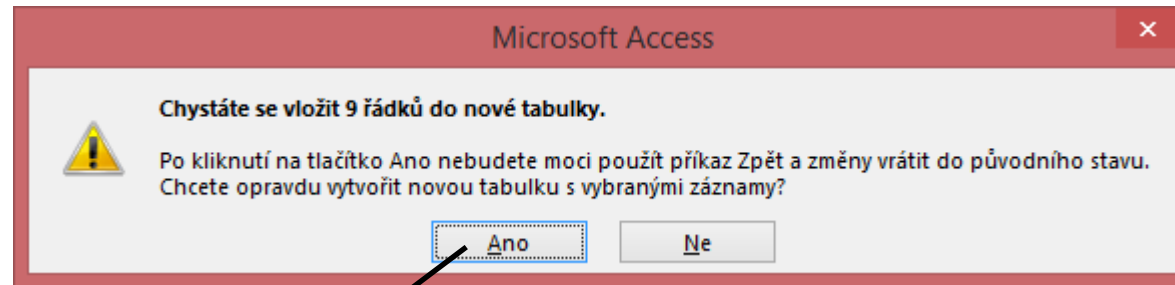 Microsoft Access
Chystáte se vložit 9 řádků do nové tabulky.
Po kliknutí na tlačítko Ano nebudete moci použít příkaz Zpět a změny vrátit do původního stavu.
Chcete opravdu vytvořit novou tabulku s vybranými záznamy?
Ano
Ne